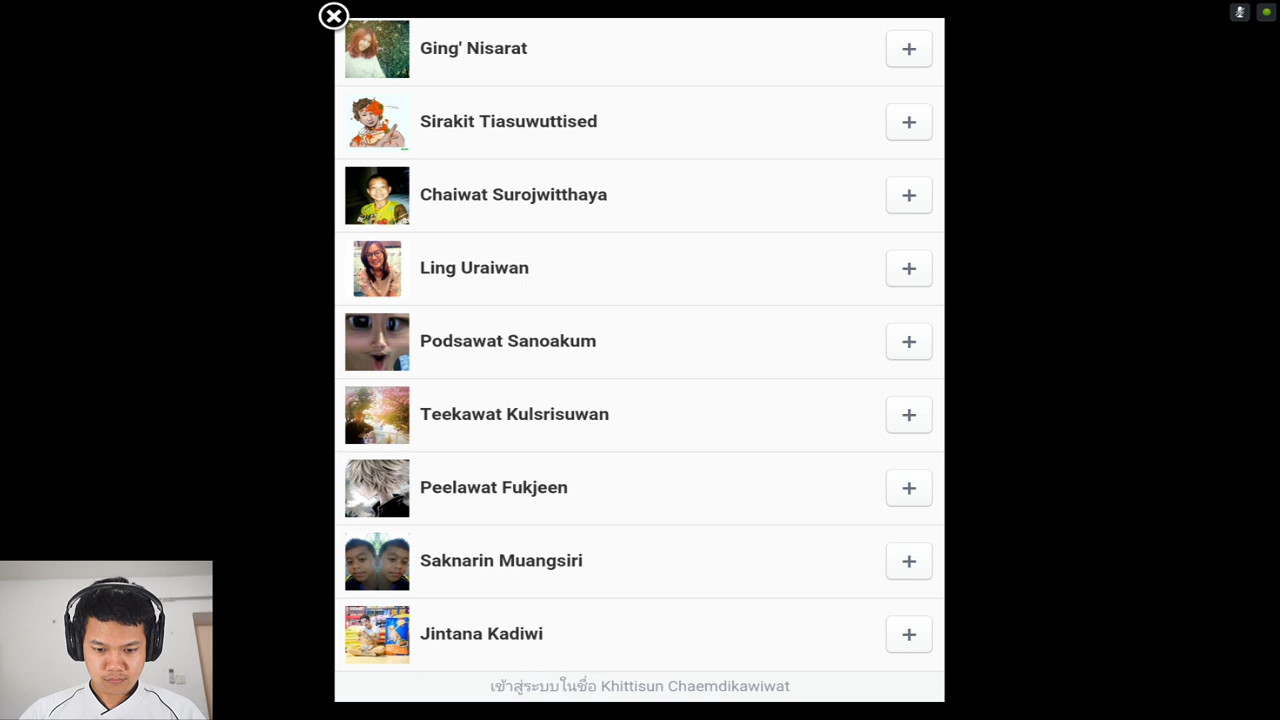 Ging' Nisarat
Sirakit Tiasuwuttised
Chaiwat Surojwitthaya
Ling Uraiwan
Podsawat Sanoakum
Teekawat Kulsrisuwan
Peelawat Fukjeen
Saknarin Muangsiri
Jintana Kadiwi
เข้าสู่ระบบในชื่อ Khittisun Chaemdikawiwat